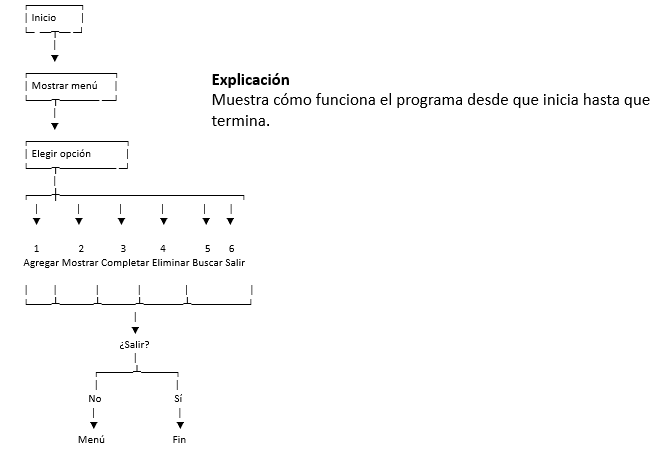 Inicio
Mostrar menú
Explicación
Muestra cómo funciona el programa desde que inicia hasta que
termina.
Elegir opción
1 2 3 4 5 6
Agregar Mostrar Completar Eliminar Buscar Salir
¿Salir?
No Sí
Menú Fin